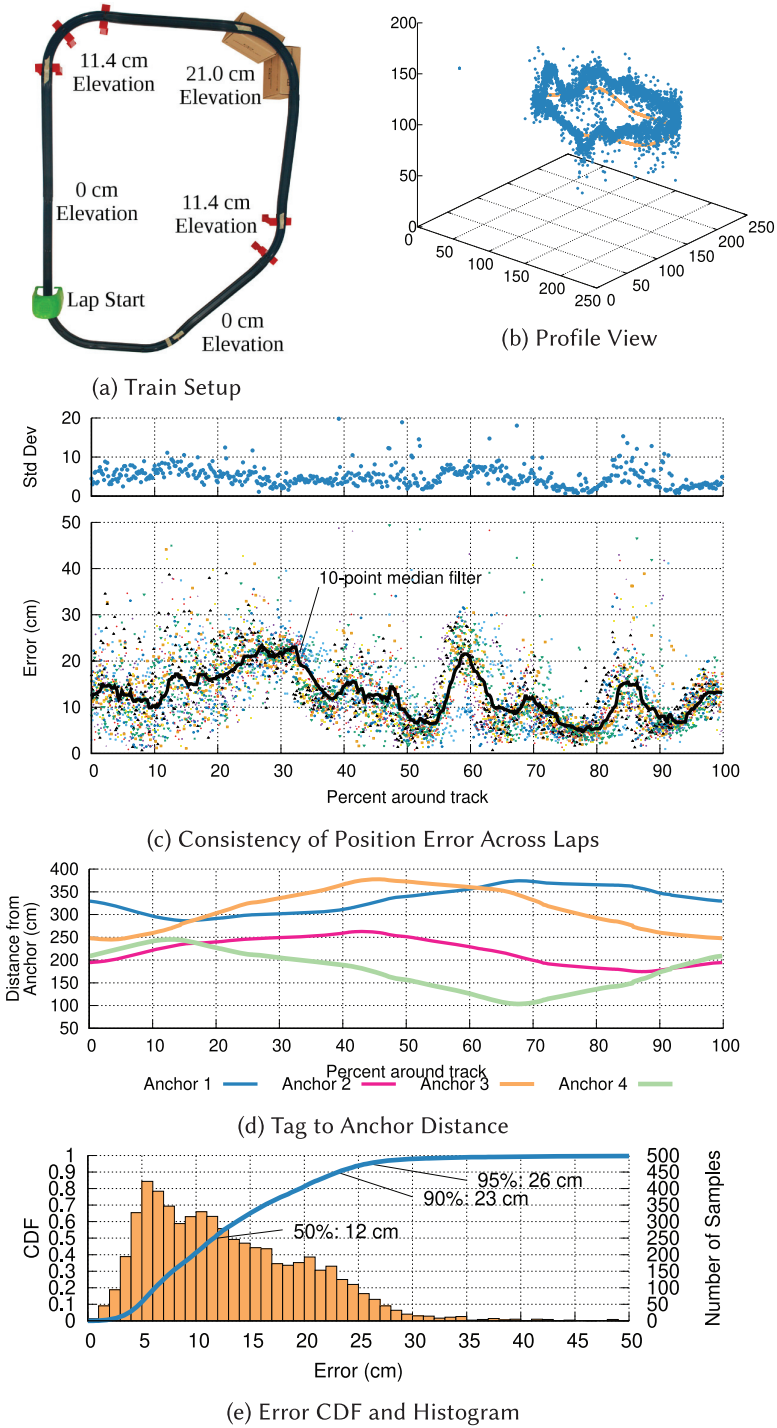 11.4 cm
Elevation
21.0 cm
Elevation
0 cm
Elevation
11.4 cm
Elevation
Lap Start
0 cm
Elevation
(a) Train Setup
200
150
100
50
0
0
50
100
150
200
250
0
50
100
150
200
250
(b) Profile View
Std Dev
20
10
0
Error (cm)
50
40
30
20
10
0
10-point median filter
0 10 20 30 40 50 60 70 80 90 100
Percent around track
(c) Consistency of Position Error Across Laps
Distance from
Anchor (cm)
400
350
300
250
200
150
100
50
0 10 20 30 40 50 60 70 80 90 100
Percent around track
Anchor 1 Anchor 2 Anchor 3 Anchor 4
(d) Tag to Anchor Distance
CDF
1
0.9
0.8
0.7
0.6
0.5
0.4
0.3
0.2
0.1
0
95%: 26 cm
90%: 23 cm
50%: 12 cm
500
450
400
350
300
250
200
150
100
50
0
Number of Samples
0 5 10 15 20 25 30 35 40 45 50
Error (cm)
(e) Error CDF and Histogram